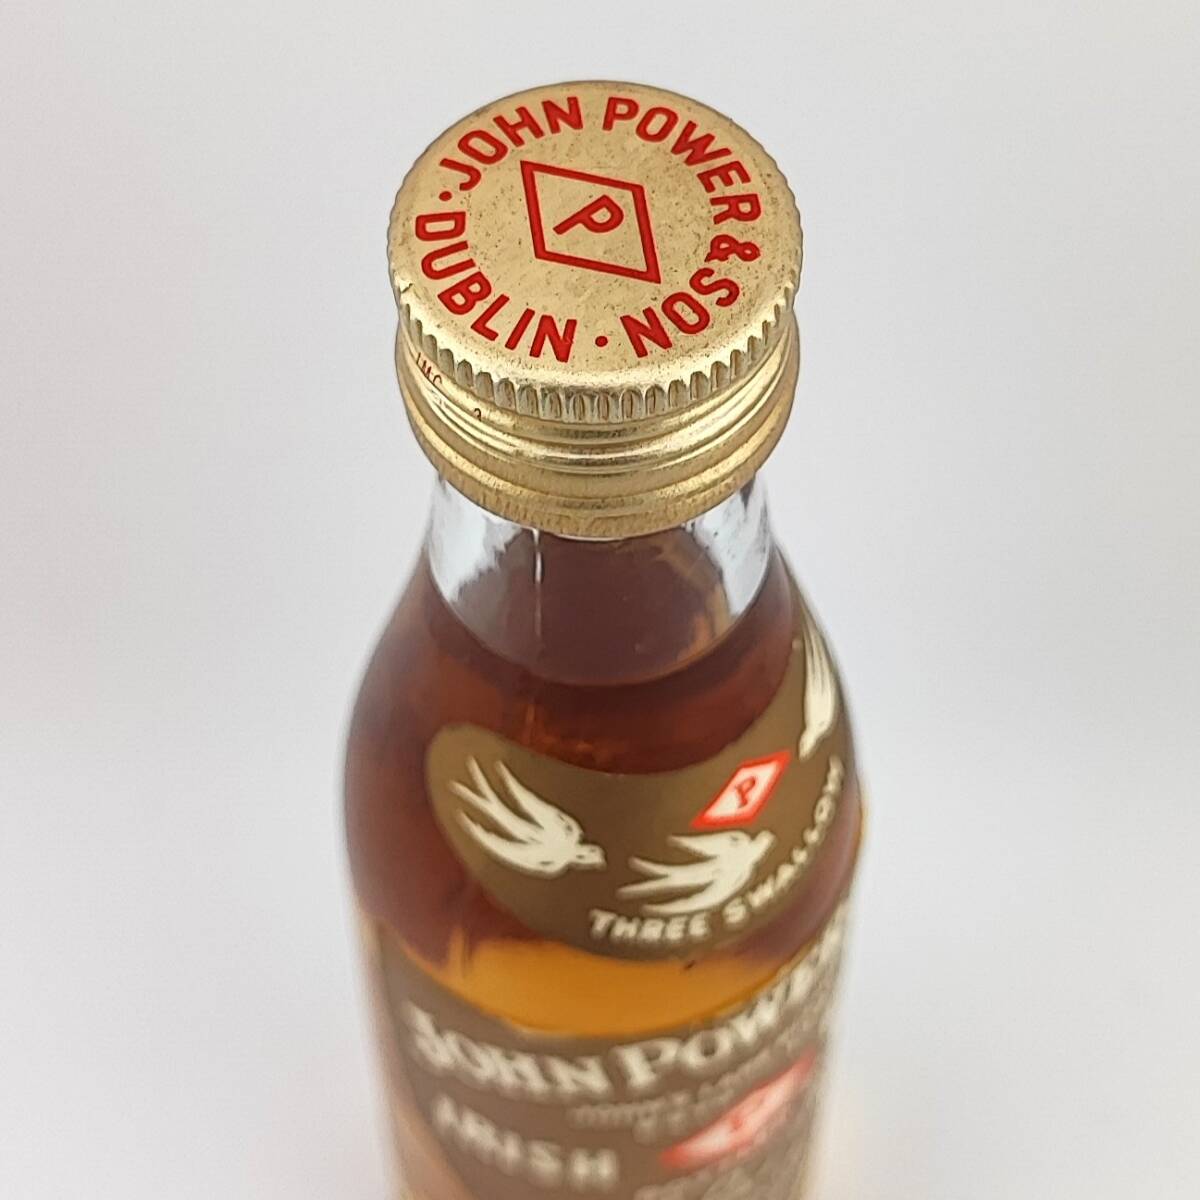 JOHN POWER & SON · DUBLIN ·
P
P
THREE SWALLOW
JOHN POWER
P
IRISH